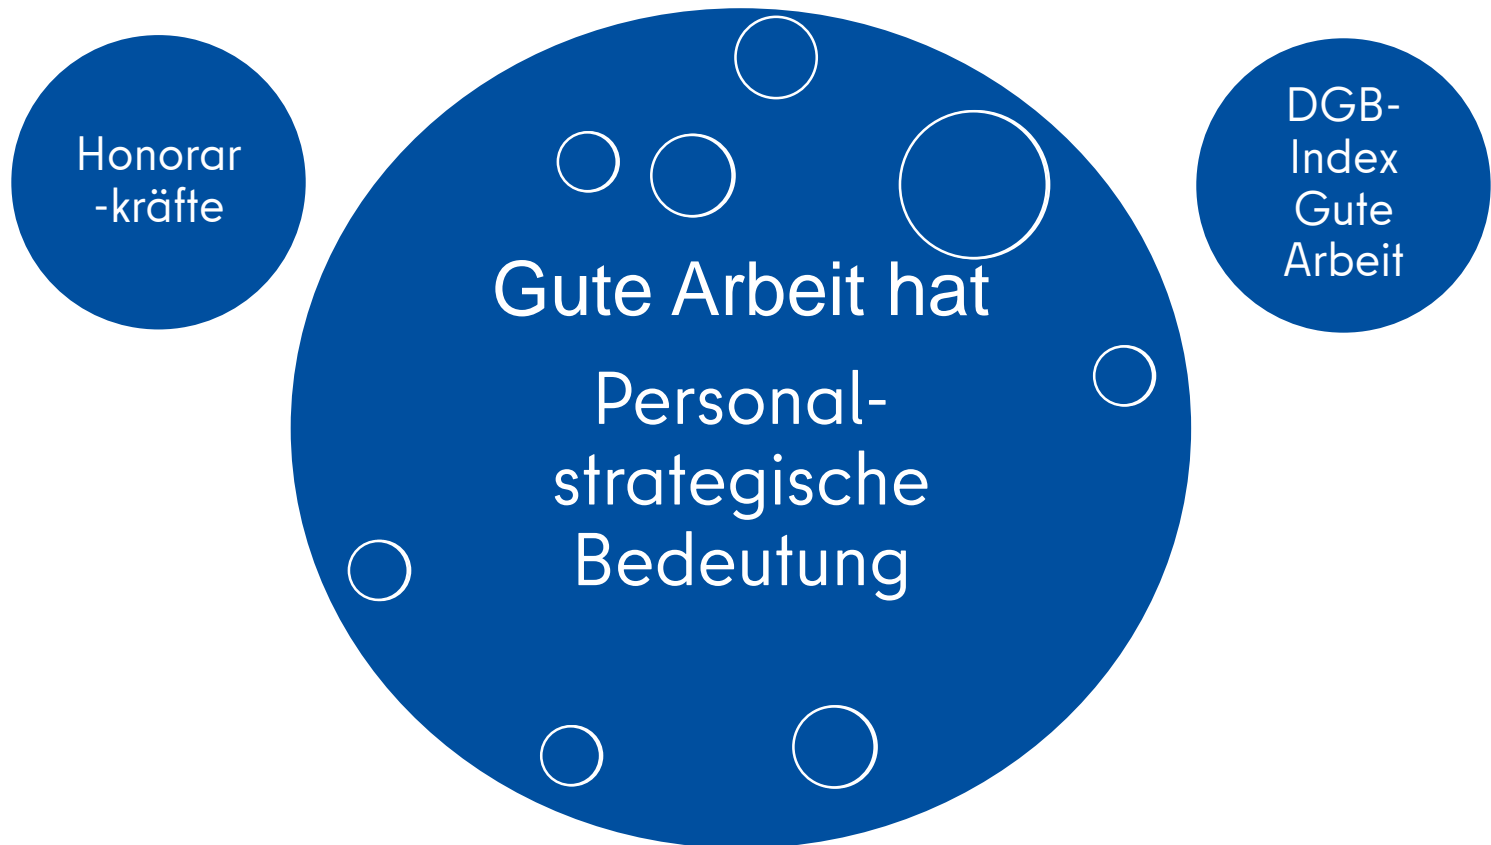 Honorar
-kräfte
Gute Arbeit hat
Personal-
strategische
Bedeutung
DGB-
Index
Gute
Arbeit